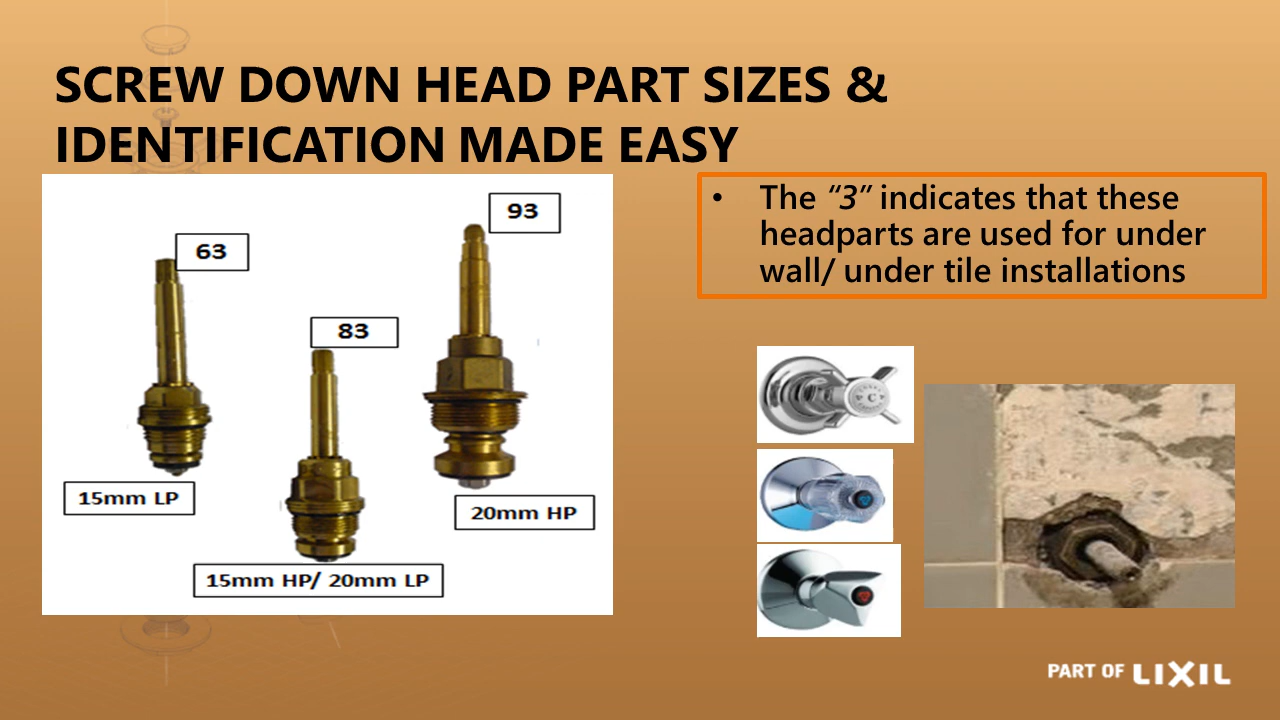 SCREW DOWN HEAD PART SIZES &
IDENTIFICATION MADE EASY
63
83
93
15mm LP
15mm HP/ 20mm LP
20mm HP
• The “3” indicates that these
headparts are used for under
wall/ under tile installations
C
PART OF LIXIL